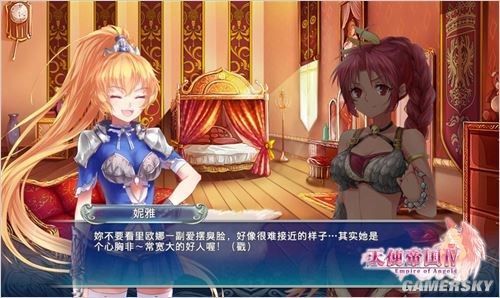 妮雅
妳不要看里欧娜一副爱摆臭脸，好像很难接近的样子…其实她是
个心胸非～常宽大的好人喔！（戳）
天使帝国IV
Empire of Angels
GAMERSKY